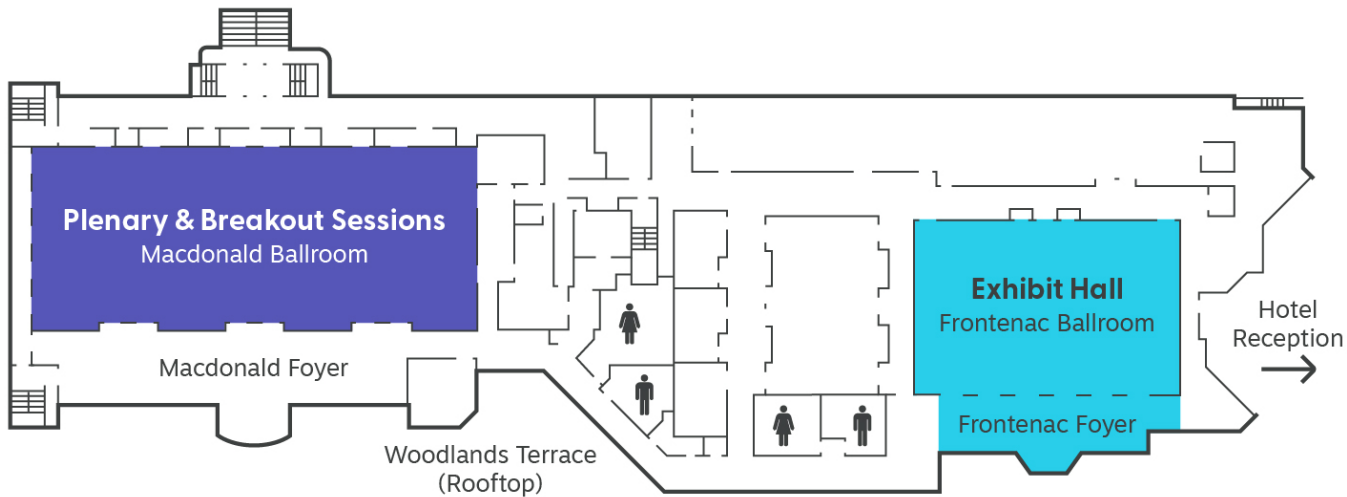 Plenary & Breakout Sessions
Macdonald Ballroom
Macdonald Foyer
Woodlands Terrace
(Rooftop)
Exhibit Hall
Frontenac Ballroom
Frontenac Foyer
Hotel
Reception